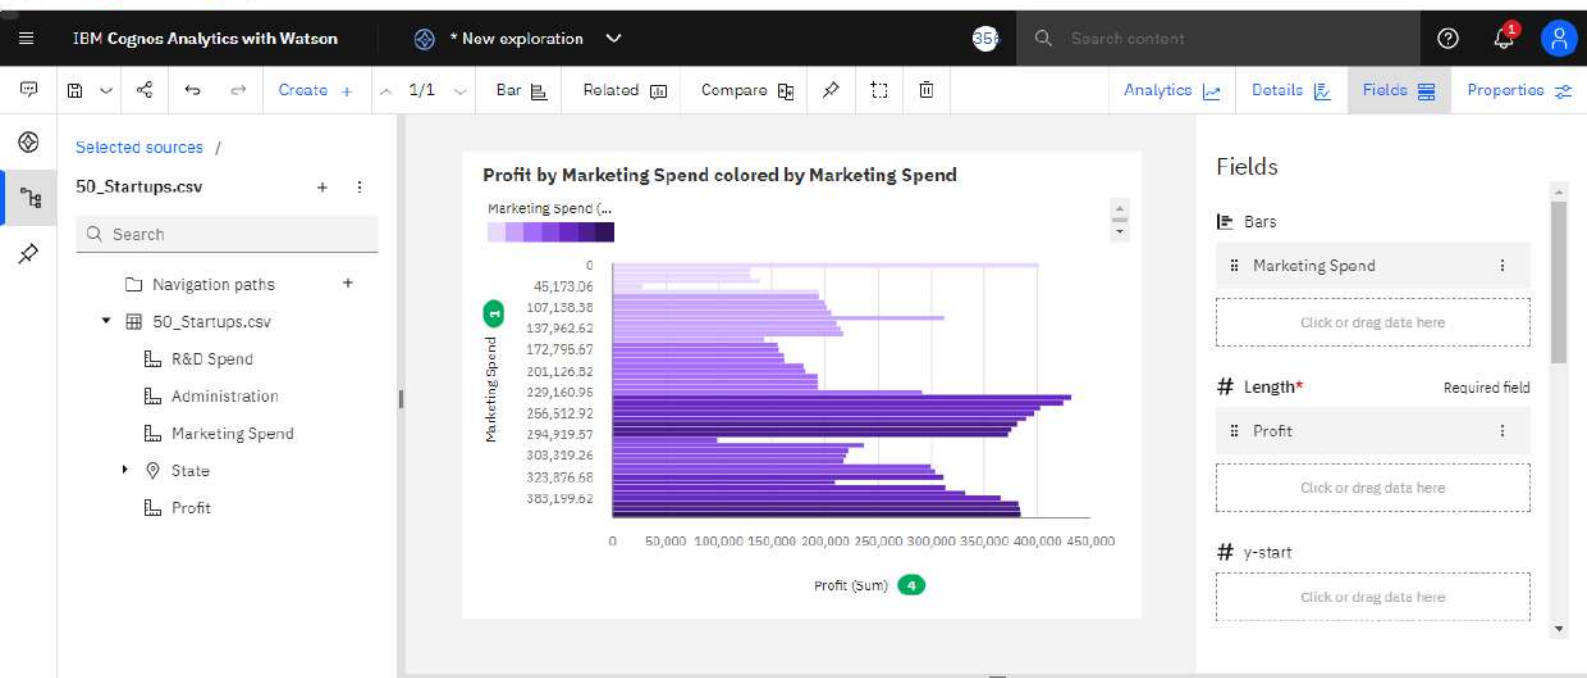 IBM Cognos Analytics with Watson
* New exploration
356
Search content
1
Create +
1/1
Bar
Related
Compare
Analytics
Details
Fields
Properties
Selected sources /
50_Startups.csv
Search
Navigation paths
50_Startups.csv
R&D Spend
Administration
Marketing Spend
State
Profit
Profit by Marketing Spend colored by Marketing Spend
Marketing Spend (...
0
45,173.06
107,138.38
137,962.62
172,795.67
201,126.82
229,160.95
256,512.92
294,919.57
303,319.26
323,876.68
383,199.62
Marketing Spend 1
0 50,000 100,000 150,000 200,000 250,000 300,000 350,000 400,000 450,000
Profit (Sum) 4
Fields
Bars
Marketing Spend
Click or drag data here
# Length* Required field
Profit
Click or drag data here
# y-start
Click or drag data here